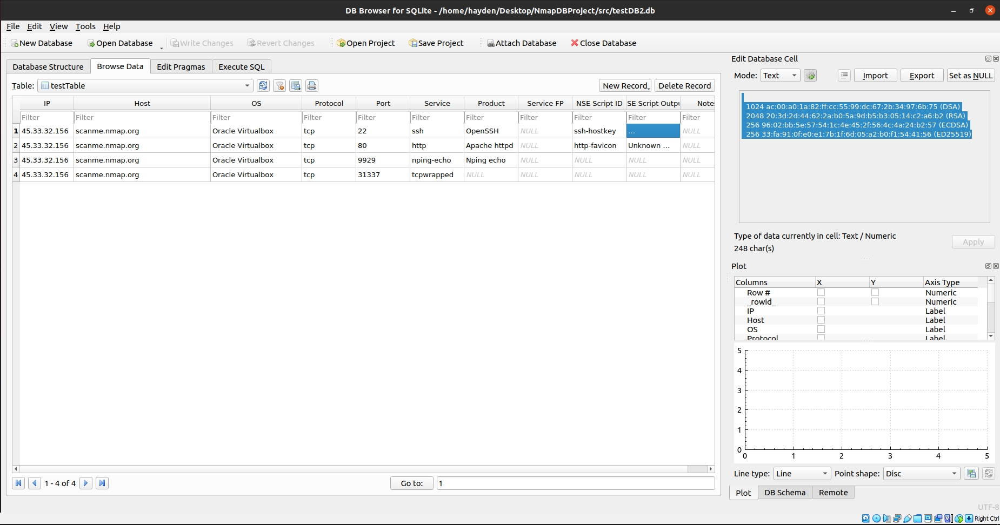 DB Browser for SQLite - /home/hayden/Desktop/NmapDBProject/src/testDB2.db
File Edit View Tools Help
New Database Open Database Write Changes Revert Changes Open Project Save Project Attach Database Close Database
Database Structure Browse Data Edit Pragmas Execute SQL
Table: testTable New Record Delete Record
IP Host OS Protocol Port Service Product Service FP NSE Script ID SE Script Outpu Note
Filter Filter Filter Filter Filter Filter Filter Filter Filter Filter Filter
1 45.33.32.156 scanme.nmap.org Oracle Virtualbox tcp 22 ssh OpenSSH NULL ssh-hostkey ... NULL
2 45.33.32.156 scanme.nmap.org Oracle Virtualbox tcp 80 http Apache httpd NULL http-favicon Unknown ... NULL
3 45.33.32.156 scanme.nmap.org Oracle Virtualbox tcp 9929 nping-echo Nping echo NULL NULL NULL NULL
4 45.33.32.156 scanme.nmap.org Oracle Virtualbox tcp 31337 tcpwrapped NULL NULL NULL NULL NULL
1 - 4 of 4 Go to: 1
Edit Database Cell
Mode: Text Import Export Set as NULL
1024 ac:00:a0:1a:82:ff:cc:55:99:dc:67:2b:34:97:6b:75 (DSA)
2048 20:3d:2d:44:62:2a:b0:5a:9d:b5:b3:05:14:c2:a6:b2 (RSA)
256 96:02:bb:5e:57:54:1c:4e:45:2f:56:4c:4a:24:b2:57 (ECDSA)
256 33:fa:91:0f:e0:e1:7b:1f:6d:05:a2:b0:f1:54:41:56 (ED25519)
Type of data currently in cell: Text / Numeric
248 char(s)
Apply
Plot
Columns X Y Axis Type
Row # Numeric
_rowid_ Numeric
IP Label
Host Label
OS Label
Protocol Label
5
4
3
2
1
0
0 1 2 3 4 5
Line type: Line Point shape: Disc
Plot DB Schema Remote
UTF-8
Right Ctrl